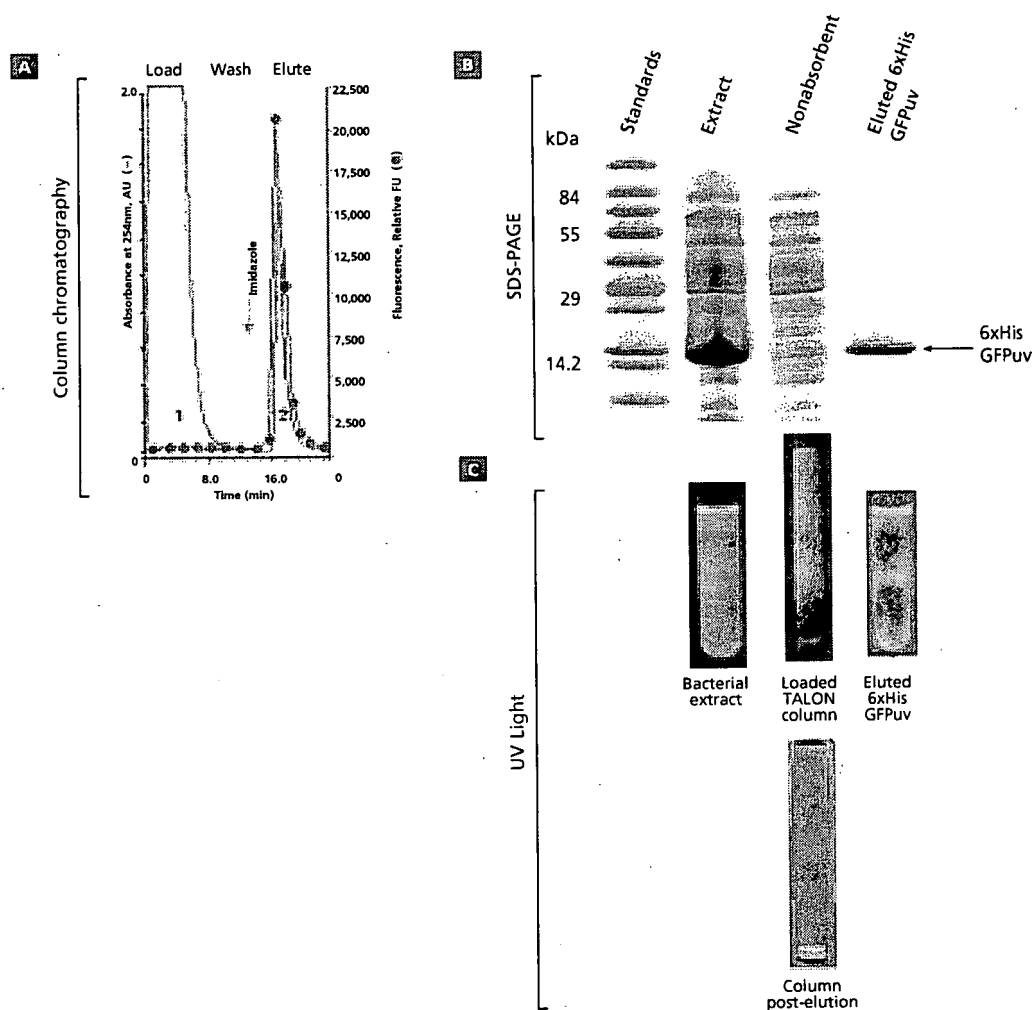 A
Column chromatography
Load Wash Elute
Absorbance at 254nm, AU (–)
2.0
0
Imidazole
1
2
22,500
20,000
17,500
15,000
12,500
10,000
7,500
5,000
2,500
0
Fluorescence, Relative FU
0 8.0 16.0
Time (min)
B
SDS-PAGE
kDa
Standards
Extract
Nonabsorbent
Eluted 6xHis
GFPuv
84
55
29
14.2
6xHis
GFPuv
C
UV Light
Bacterial
extract
Loaded
TALON
column
Eluted
6xHis
GFPuv
Column
post-elution